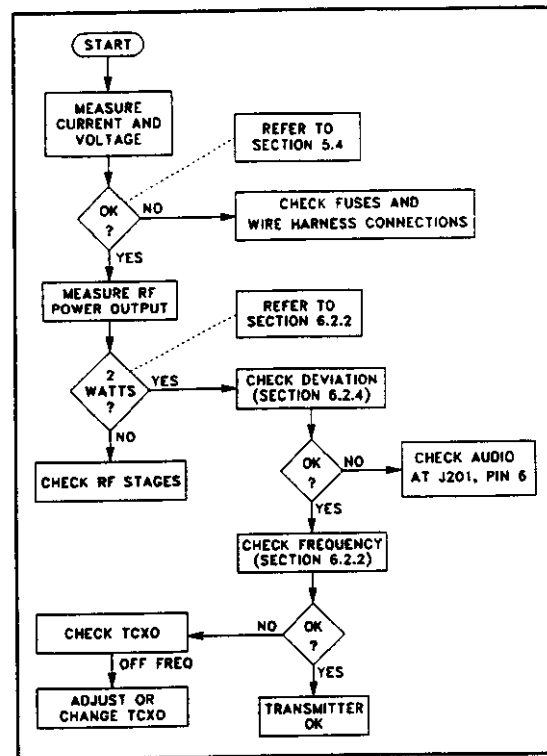 START
MEASURE
CURRENT AND
VOLTAGE
REFER TO
SECTION 5.4
OK
?
NO
CHECK FUSES AND
WIRE HARNESS CONNECTIONS
YES
MEASURE RF
POWER OUTPUT
REFER TO
SECTION 6.2.2
2
WATTS
?
YES
CHECK DEVIATION
(SECTION 6.2.4)
NO
CHECK RF STAGES
OK
?
NO
CHECK AUDIO
AT J201, PIN 6
YES
CHECK FREQUENCY
(SECTION 6.2.2)
OK
?
NO
CHECK TCXO
OFF FREQ
ADJUST OR
CHANGE TCXO
YES
TRANSMITTER
OK